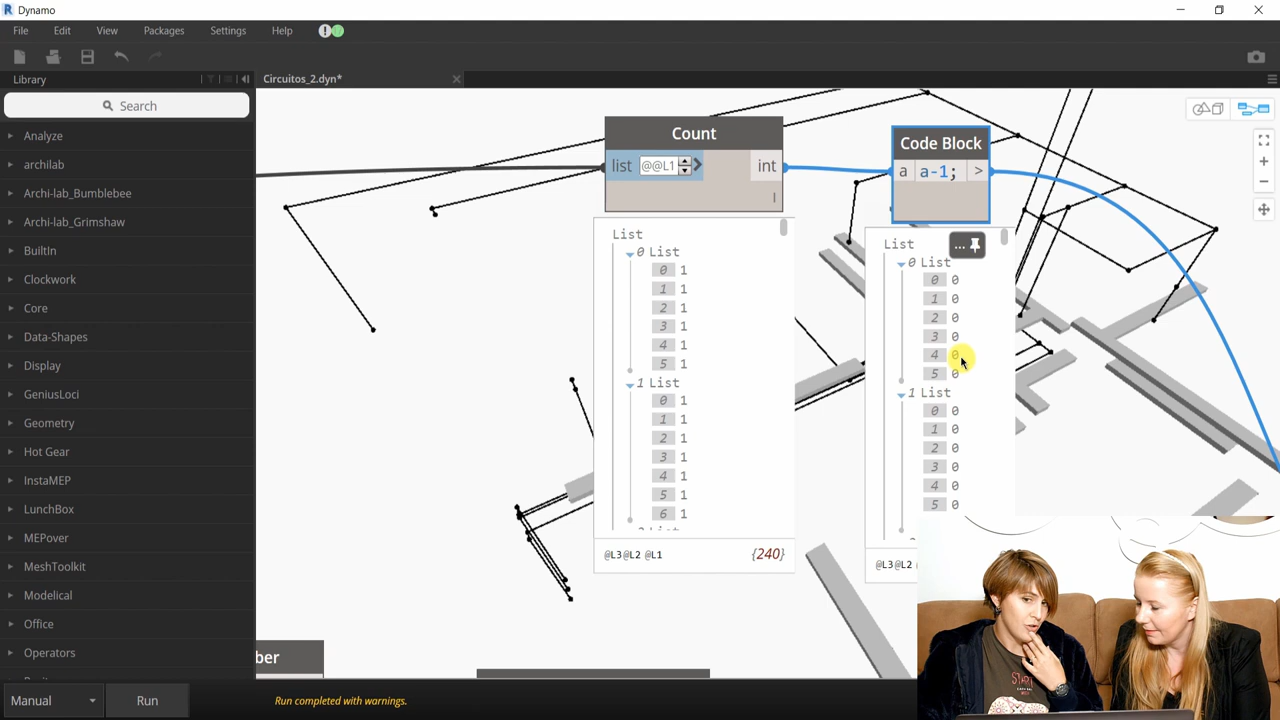 Dynamo
File Edit View Packages Settings Help
Library
Circuitos_2.dyn*
Search
Analyze
archilab
Archi-lab_Bumblebee
Archi-lab_Grimshaw
BuiltIn
Clockwork
Core
Data-Shapes
Display
GeniusLoci
Geometry
Hot Gear
InstaMEP
LunchBox
MEPover
MeshToolkit
Modelical
Office
Operators
Manual
Run
Run completed with warnings.
Count
list @@L1 > int
l
List
0 List
0 1
1 1
2 1
3 1
4 1
5 1
1 List
0 1
1 1
2 1
3 1
4 1
5 1
6 1
@L3 @L2 @L1 {240}
Code Block
a a-1; >
List
...
0 List
0 0
1 0
2 0
3 0
4 0
5 0
1 List
0 0
1 0
2 0
3 0
4 0
5 0
@L3 @L2
ber